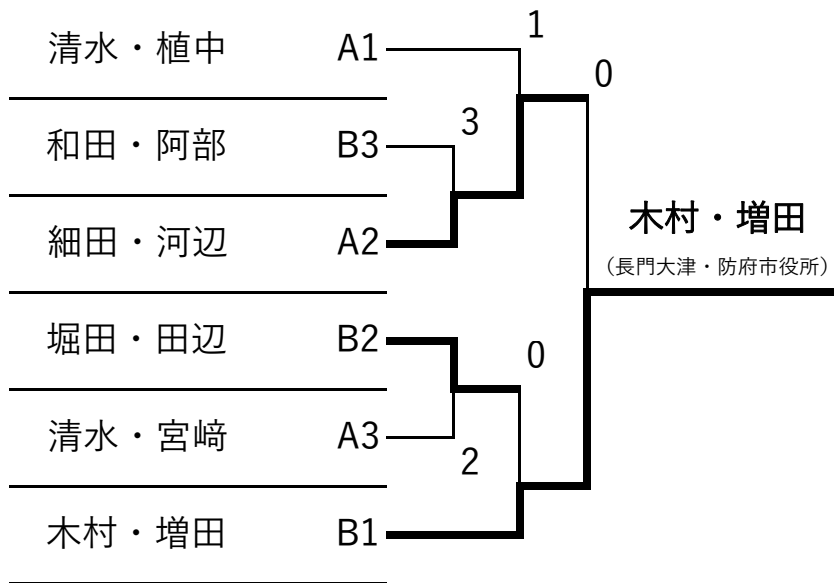 清水・植中 A1
1
0
和田・阿部 B3
3
細田・河辺 A2
木村・増田
（長門大津・防府市役所）
堀田・田辺 B2
0
清水・宮﨑 A3
2
木村・増田 B1